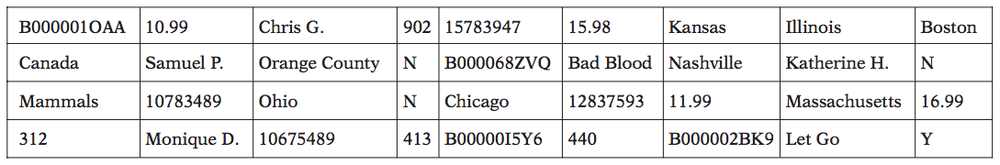 B000001OAA 10.99 Chris G. 902 15783947 15.98 Kansas Illinois Boston
Canada Samuel P. Orange County N B000068ZVQ Bad Blood Nashville Katherine H. N
Mammals 10783489 Ohio N Chicago 12837593 11.99 Massachusetts 16.99
312 Monique D. 10675489 413 B00000I5Y6 440 B000002BK9 Let Go Y